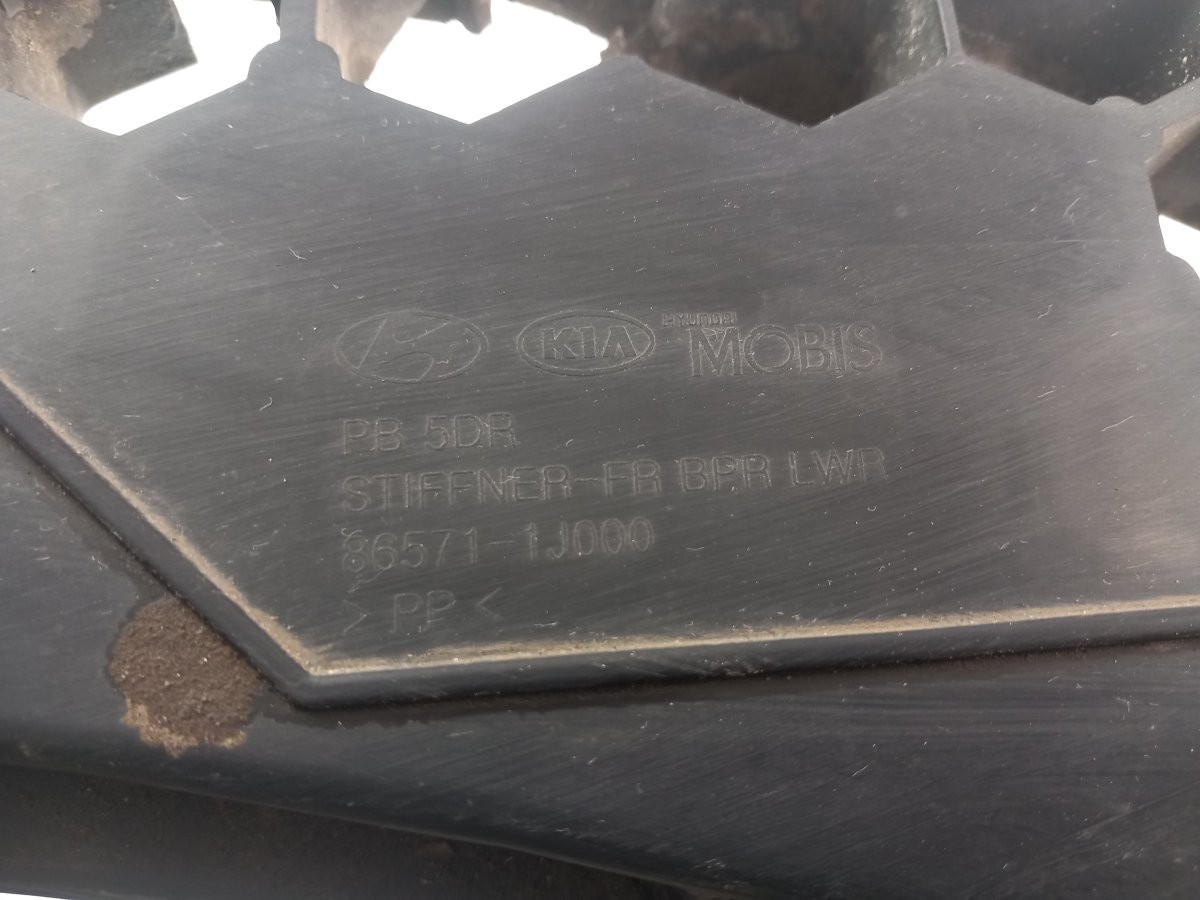 KIA HYUNDAI MOBIS
PB 5DR
STIFFNER-FR BPR LWR
86571-1J000
> PP <